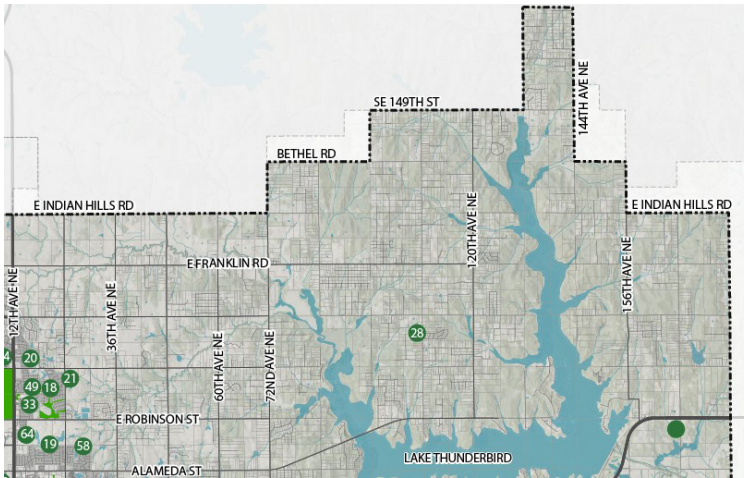 SE 149TH ST
144TH AVE NE
BETHEL RD
E INDIAN HILLS RD
E INDIAN HILLS RD
120TH AVE NE
E FRANKLIN RD
156TH AVE NE
12TH AVE NE
36TH AVE NE
28
60TH AVE NE
72ND AVE NE
4
20
21
49
18
33
E ROBINSON ST
64
19
58
LAKE THUNDERBIRD
ALAMEDA ST